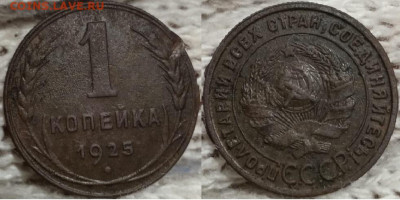 COINS.LAVE.RU
1
КОПЕЙКА
1925
ПРОЛЕТАРИИ ВСЕХ СТРАН, СОЕДИНЯЙТЕСЬ!
СССР